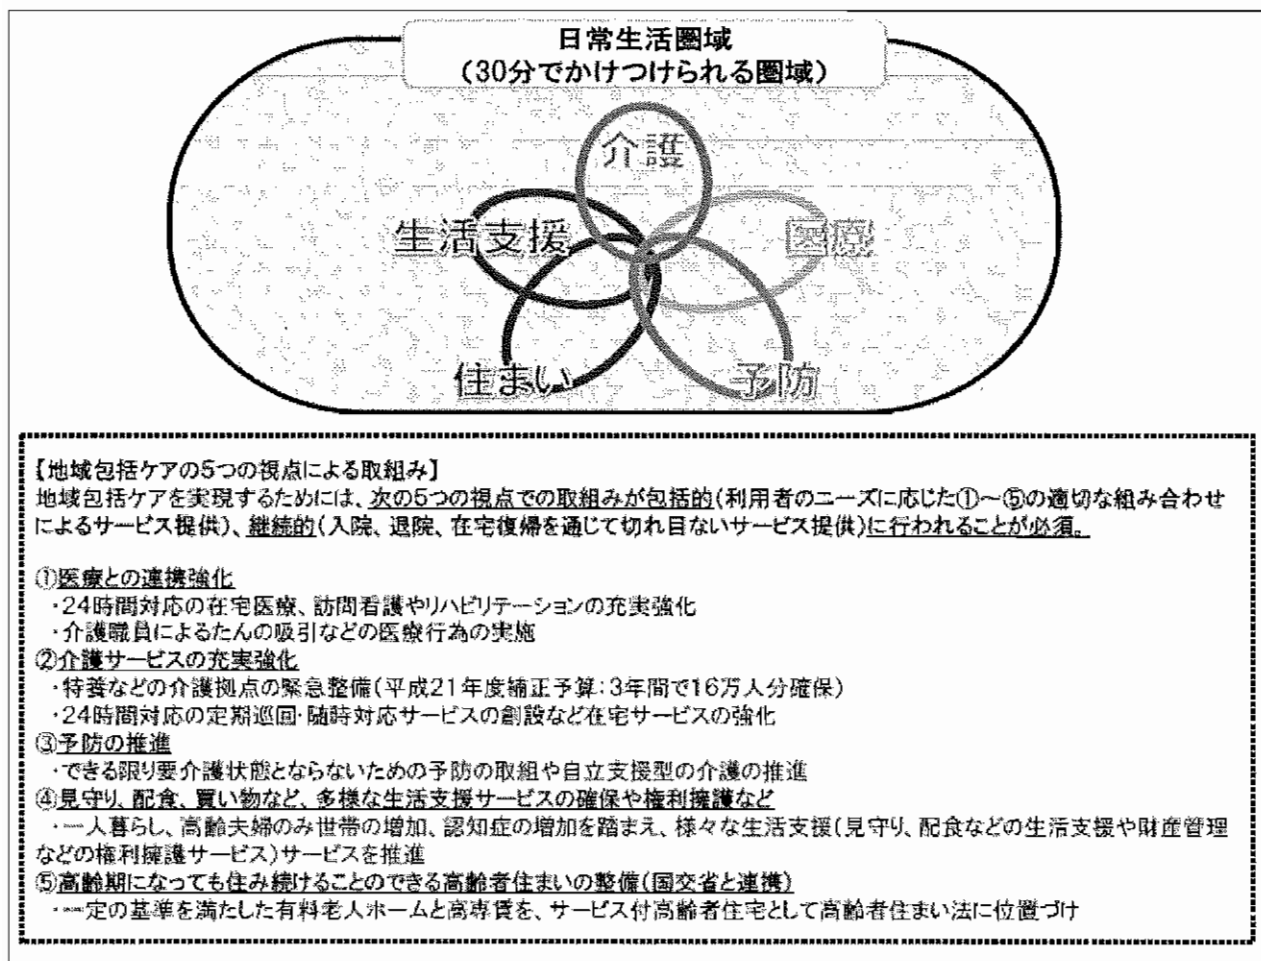 日常生活圏域
(30分でかけつけられる圏域)
介護
生活支援
医療
住まい
予防
【地域包括ケアの5つの視点による取組み】
地域包括ケアを実現するためには、次の5つの視点での取組みが包括的(利用者のニーズに応じた①~⑤の適切な組み合わせ
によるサービス提供)、継続的(入院、退院、在宅復帰を通じて切れ目ないサービス提供)に行われることが必須。
①医療との連携強化
・24時間対応の在宅医療、訪問看護やリハビリテーションの充実強化
・介護職員によるたんの吸引などの医療行為の実施
②介護サービスの充実強化
・特養などの介護拠点の緊急整備(平成21年度補正予算:3年間で16万人分確保)
・24時間対応の定期巡回・随時対応サービスの創設など在宅サービスの強化
③予防の推進
・できる限り要介護状態とならないための予防の取組や自立支援型の介護の推進
④見守り、配食、買い物など、多様な生活支援サービスの確保や権利擁護など
・一人暮らし、高齢夫婦のみ世帯の増加、認知症の増加を踏まえ、様々な生活支援(見守り、配食などの生活支援や財産管理
などの権利擁護サービス)サービスを推進
⑤高齢期になっても住み続けることのできる高齢者住まいの整備(国交省と連携)
・一定の基準を満たした有料老人ホームと高専賃を、サービス付高齢者住宅として高齢者住まい法に位置づけ